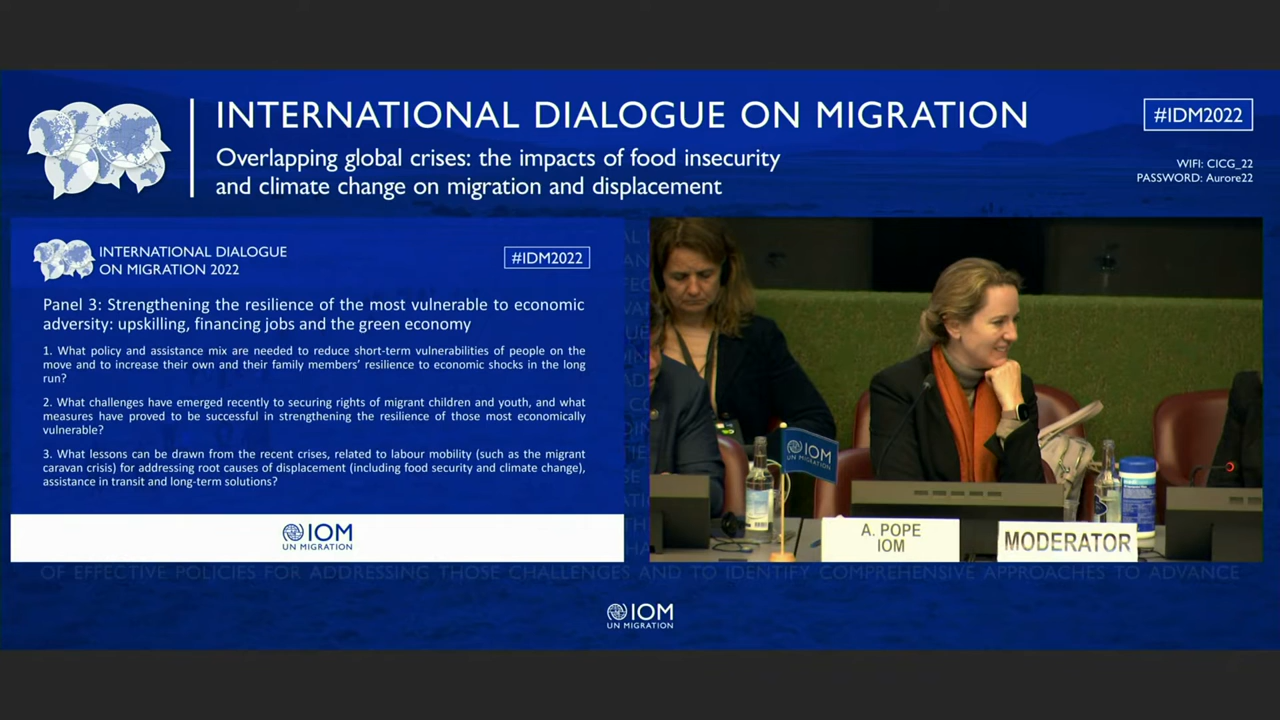 INTERNATIONAL DIALOGUE ON MIGRATION
Overlapping global crises: the impacts of food insecurity
and climate change on migration and displacement
#IDM2022
WIFI: CICG_22
PASSWORD: Aurore22
INTERNATIONAL DIALOGUE
ON MIGRATION 2022
#IDM2022
Panel 3: Strengthening the resilience of the most vulnerable to economic
adversity: upskilling, financing jobs and the green economy
1. What policy and assistance mix are needed to reduce short-term vulnerabilities of people on the
move and to increase their own and their family members’ resilience to economic shocks in the long
run?
2. What challenges have emerged recently to securing rights of migrant children and youth, and what
measures have proved to be successful in strengthening the resilience of those most economically
vulnerable?
3. What lessons can be drawn from the recent crises, related to labour mobility (such as the migrant
caravan crisis) for addressing root causes of displacement (including food security and climate change),
assistance in transit and long-term solutions?
IOM
UN MIGRATION
IOM
UN MIGRATION
A. POPE
IOM
MODERATOR
OF EFFECTIVE POLICIES FOR ADDRESSING THOSE CHALLENGES AND TO IDENTIFY COMPREHENSIVE APPROACHES TO ADVANCE
IOM
UN MIGRATION